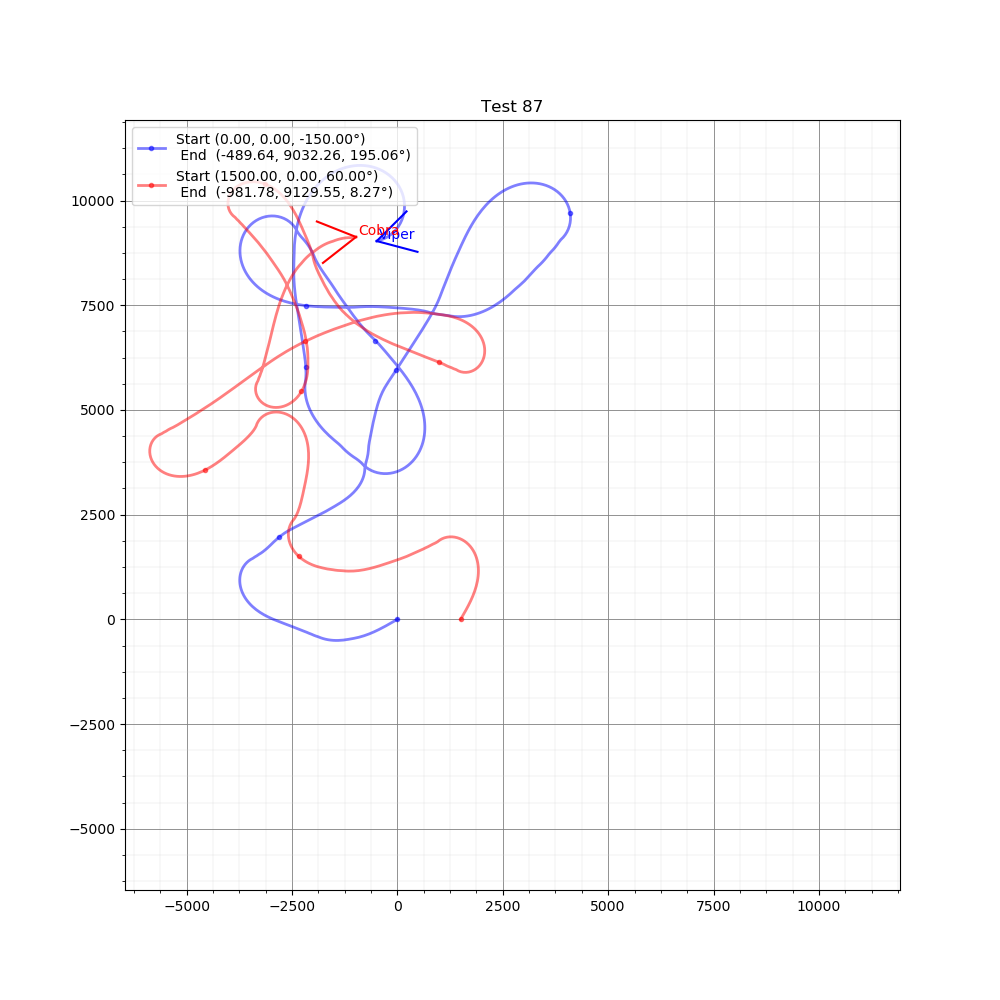 Test 87
Start (0.00, 0.00, -150.00°)
End (-489.64, 9032.26, 195.06°)
Start (1500.00, 0.00, 60.00°)
End (-981.78, 9129.55, 8.27°)
Cobra
Viper
10000
7500
5000
2500
0
−2500
−5000
−5000
−2500
0
2500
5000
7500
10000